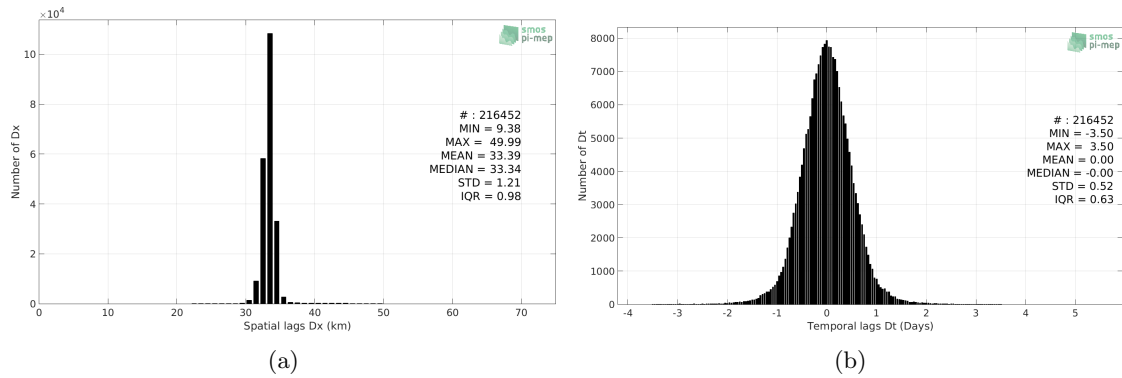 ×10⁴
10
8
6
4
2
0
Number of Dx
smos
pi-mep
# : 216452
MIN = 9.38
MAX = 49.99
MEAN = 33.39
MEDIAN = 33.34
STD = 1.21
IQR = 0.98
0 10 20 30 40 50 60 70
Spatial lags Dx (km)
(a)
8000
7000
6000
5000
4000
3000
2000
1000
0
Number of Dt
smos
pi-mep
# : 216452
MIN = -3.50
MAX = 3.50
MEAN = 0.00
MEDIAN = -0.00
STD = 0.52
IQR = 0.63
-4 -3 -2 -1 0 1 2 3 4 5
Temporal lags Dt (Days)
(b)